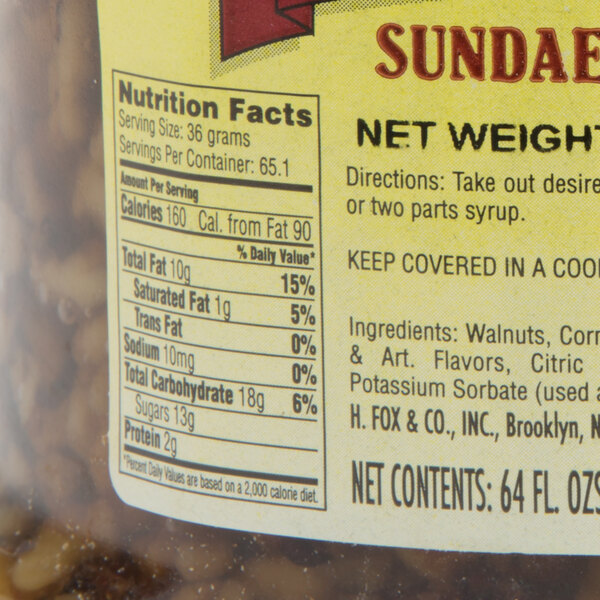 SUNDAE
Nutrition Facts
Serving Size: 36 grams
Servings Per Container: 65.1
Amount Per Serving
Calories 160 Cal. from Fat 90
% Daily Value*
Total Fat 10g 15%
Saturated Fat 1g 5%
Trans Fat 0%
Sodium 10mg 0%
Total Carbohydrate 18g 6%
Sugars 13g
Protein 2g
*Percent Daily Values are based on a 2,000 calorie diet.
NET WEIGHT
Directions: Take out desire
or two parts syrup.
KEEP COVERED IN A COO
Ingredients: Walnuts, Corn
& Art. Flavors, Citric
Potassium Sorbate (used a
H. FOX & CO., INC., Brooklyn, N
NET CONTENTS: 64 FL. OZS